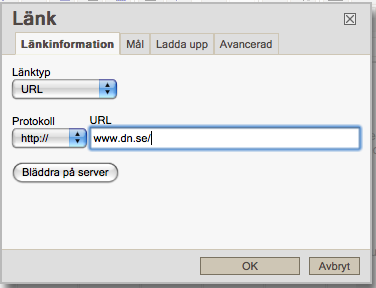 Länk
Länkinformation Mål Ladda upp Avancerad
Länktyp
URL
Protokoll URL
http:// www.dn.se/
Bläddra på server
OK Avbryt